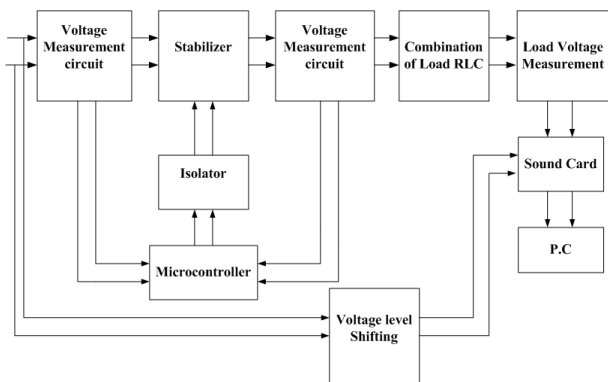 Voltage
Measurement
circuit
Stabilizer
Voltage
Measurement
circuit
Combination
of Load RLC
Load Voltage
Measurement
Isolator
Sound Card
Microcontroller
P.C
Voltage level
Shifting